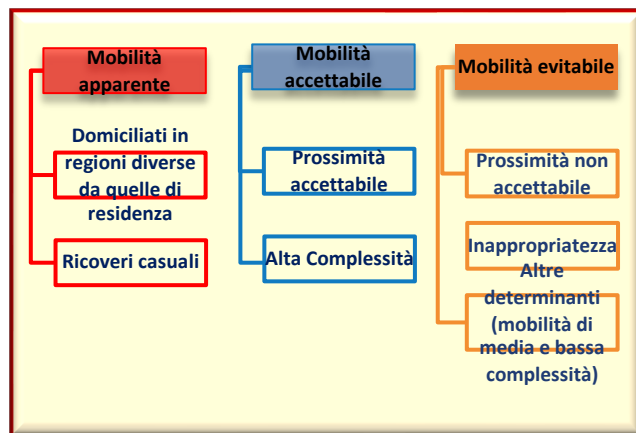 Mobilità
apparente
Domiciliati in
regioni diverse
da quelle di
residenza
Ricoveri casuali
Mobilità
accettabile
Prossimità
accettabile
Alta Complessità
Mobilità evitabile
Prossimità non
accettabile
Inappropriatezza
Altre
determinanti
(mobilità di
media e bassa
complessità)